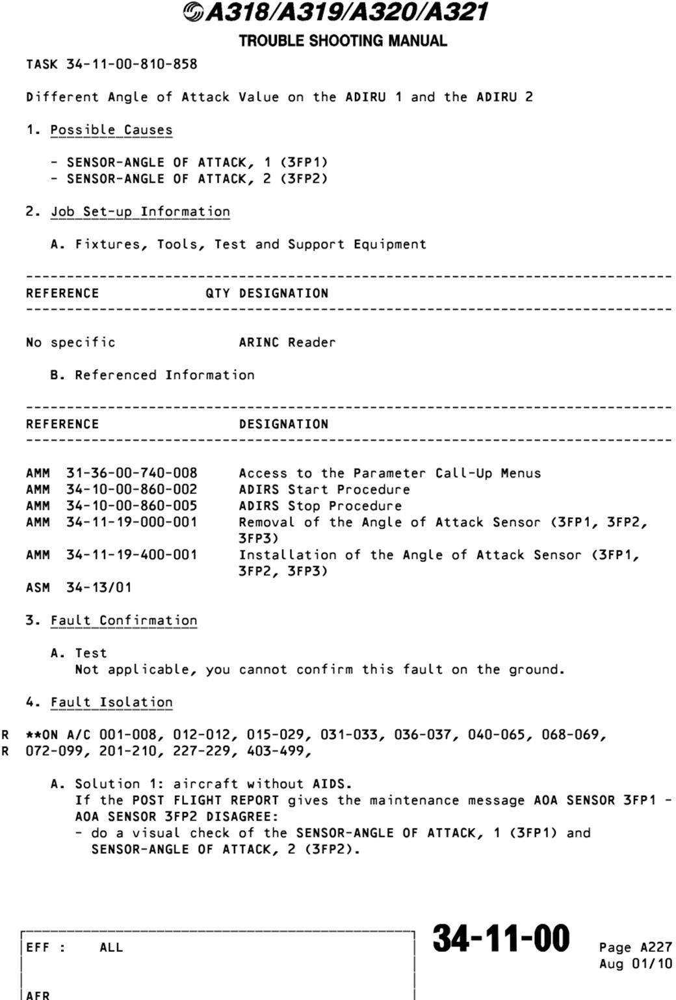 A318/A319/A320/A321
TROUBLE SHOOTING MANUAL
TASK 34-11-00-810-858
Different Angle of Attack Value on the ADIRU 1 and the ADIRU 2
1. Possible Causes
- SENSOR-ANGLE OF ATTACK, 1 (3FP1)
- SENSOR-ANGLE OF ATTACK, 2 (3FP2)
2. Job Set-up Information
A. Fixtures, Tools, Test and Support Equipment
-------------------------------------------------------------------------------
REFERENCE QTY DESIGNATION
-------------------------------------------------------------------------------
No specific ARINC Reader
B. Referenced Information
-------------------------------------------------------------------------------
REFERENCE DESIGNATION
-------------------------------------------------------------------------------
AMM 31-36-00-740-008 Access to the Parameter Call-Up Menus
AMM 34-10-00-860-002 ADIRS Start Procedure
AMM 34-10-00-860-005 ADIRS Stop Procedure
AMM 34-11-19-000-001 Removal of the Angle of Attack Sensor (3FP1, 3FP2,
3FP3)
AMM 34-11-19-400-001 Installation of the Angle of Attack Sensor (3FP1,
3FP2, 3FP3)
ASM 34-13/01
3. Fault Confirmation
A. Test
Not applicable, you cannot confirm this fault on the ground.
4. Fault Isolation
R **ON A/C 001-008, 012-012, 015-029, 031-033, 036-037, 040-065, 068-069,
R 072-099, 201-210, 227-229, 403-499,
A. Solution 1: aircraft without AIDS.
If the POST FLIGHT REPORT gives the maintenance message AOA SENSOR 3FP1 -
AOA SENSOR 3FP2 DISAGREE:
- do a visual check of the SENSOR-ANGLE OF ATTACK, 1 (3FP1) and
SENSOR-ANGLE OF ATTACK, 2 (3FP2).
EFF : ALL
34-11-00
Page A227
Aug 01/10
AFR